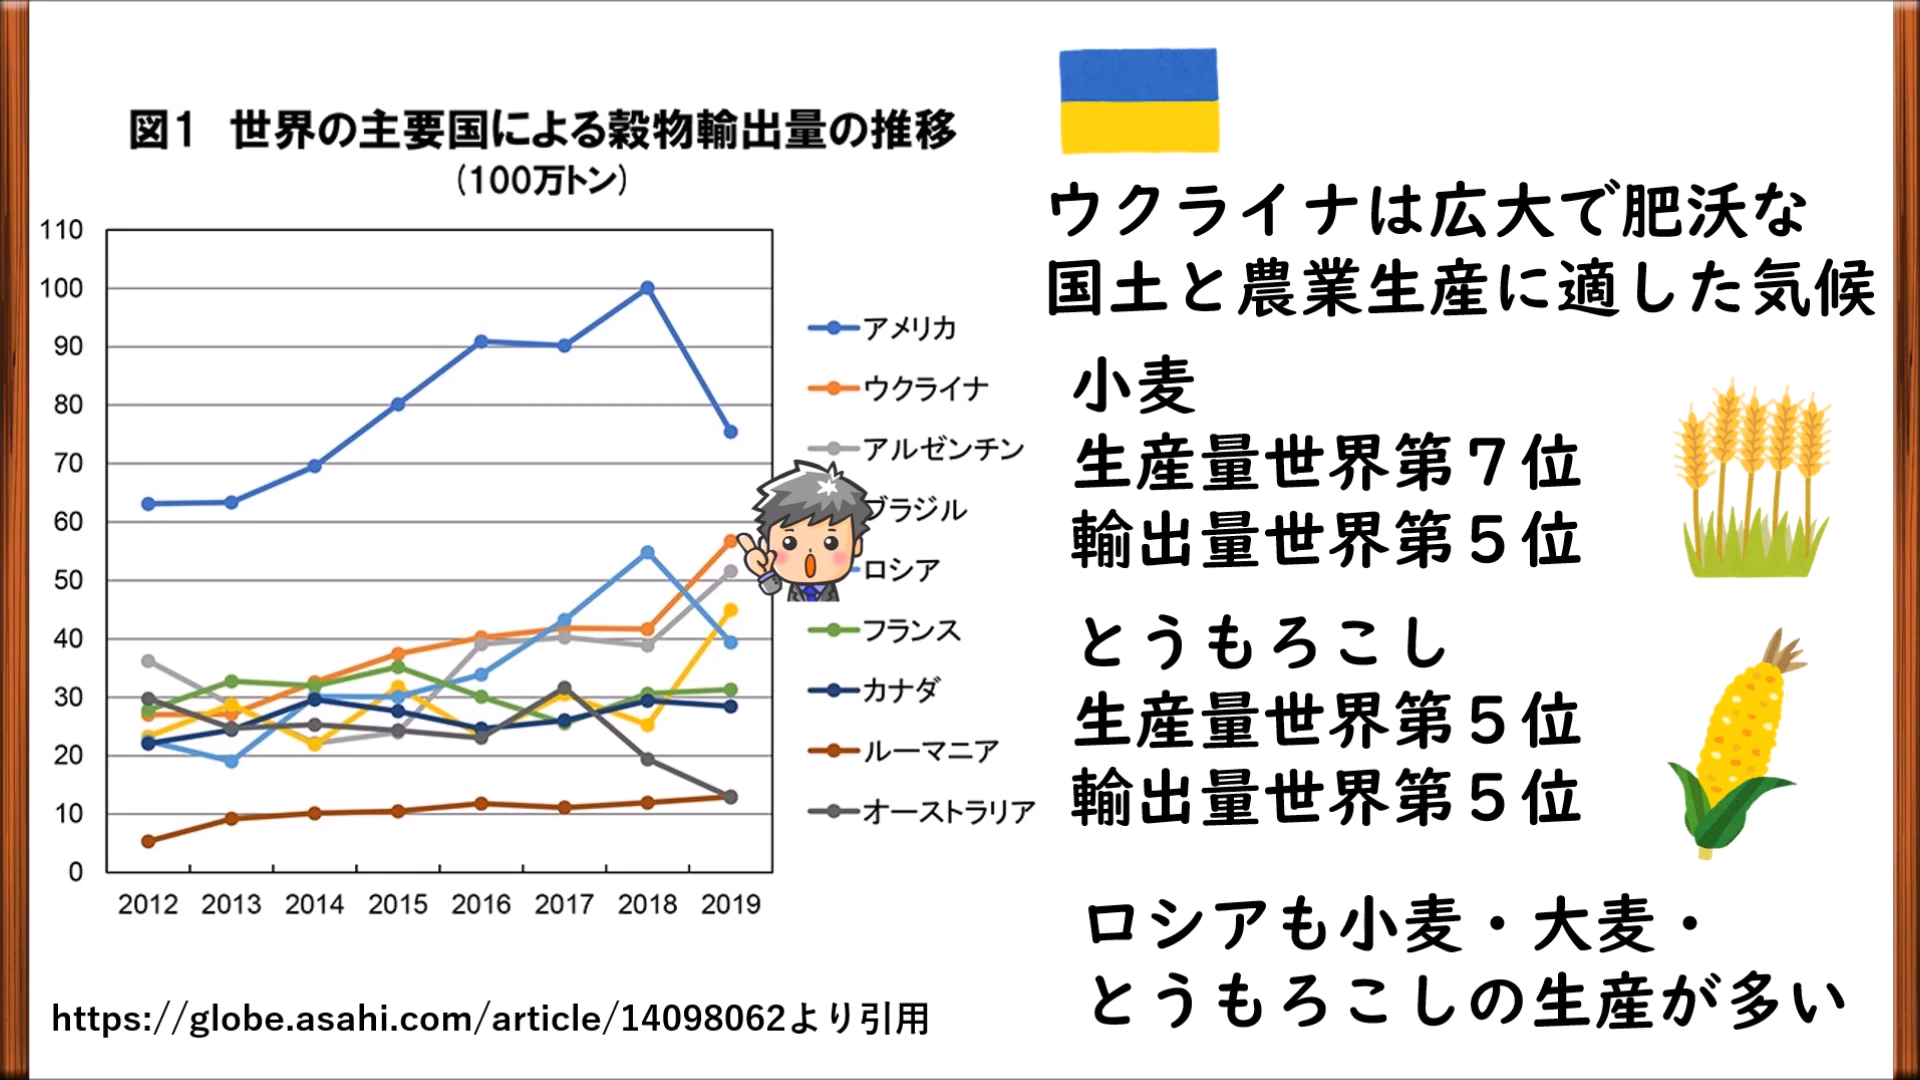 図1 世界の主要国による穀物輸出量の推移
(100万トン)
110
100
90
80
70
60
50
40
30
20
10
0
2012 2013 2014 2015 2016 2017 2018 2019
アメリカ
ウクライナ
アルゼンチン
ブラジル
ロシア
フランス
カナダ
ルーマニア
オーストラリア
https://globe.asahi.com/article/14098062より引用
ウクライナは広大で肥沃な
国土と農業生産に適した気候
小麦
生産量世界第7位
輸出量世界第5位
とうもろこし
生産量世界第5位
輸出量世界第5位
ロシアも小麦・大麦・
とうもろこしの生産が多い